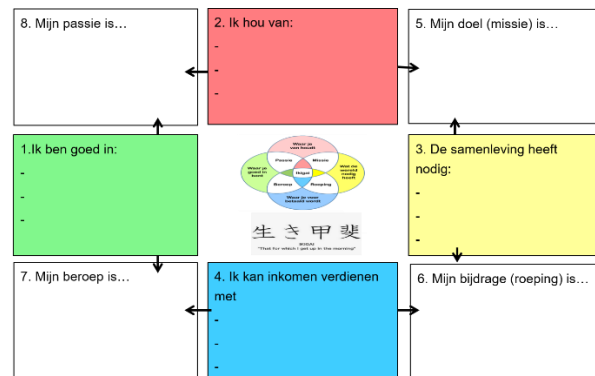 8. Mijn passie is…
2. Ik hou van:
-
-
-
5. Mijn doel (missie) is…
1.Ik ben goed in:
-
-
-
Waar je
van houdt
Passie
Missie
Waar je
goed in
bent
Ikigai
Wat de
wereld
nodig
heeft
Beroep
Roeping
Waar je voor
betaald wordt
生き甲斐
IKIGAI
"That for which I get up in the morning"
3. De samenleving heeft
nodig:
-
-
-
7. Mijn beroep is…
4. Ik kan inkomen verdienen
met
-
-
-
6. Mijn bijdrage (roeping) is…